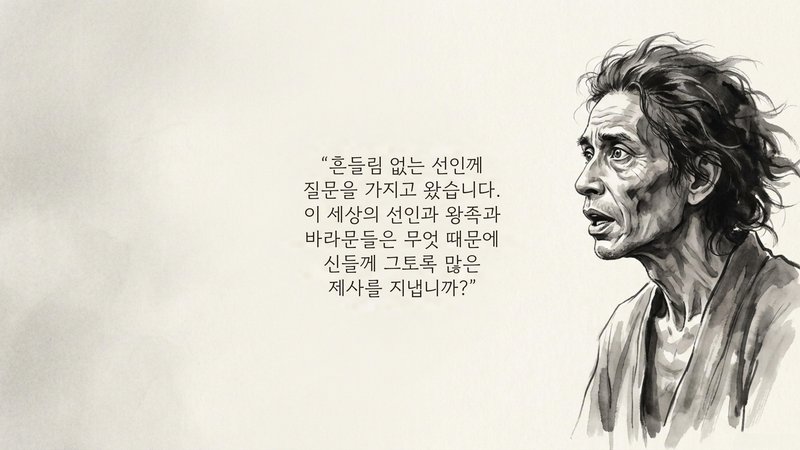 “흔들림 없는 선인께
질문을 가지고 왔습니다.
이 세상의 선인과 왕족과
바라문들은 무엇 때문에
신들께 그토록 많은
제사를 지냅니까?”